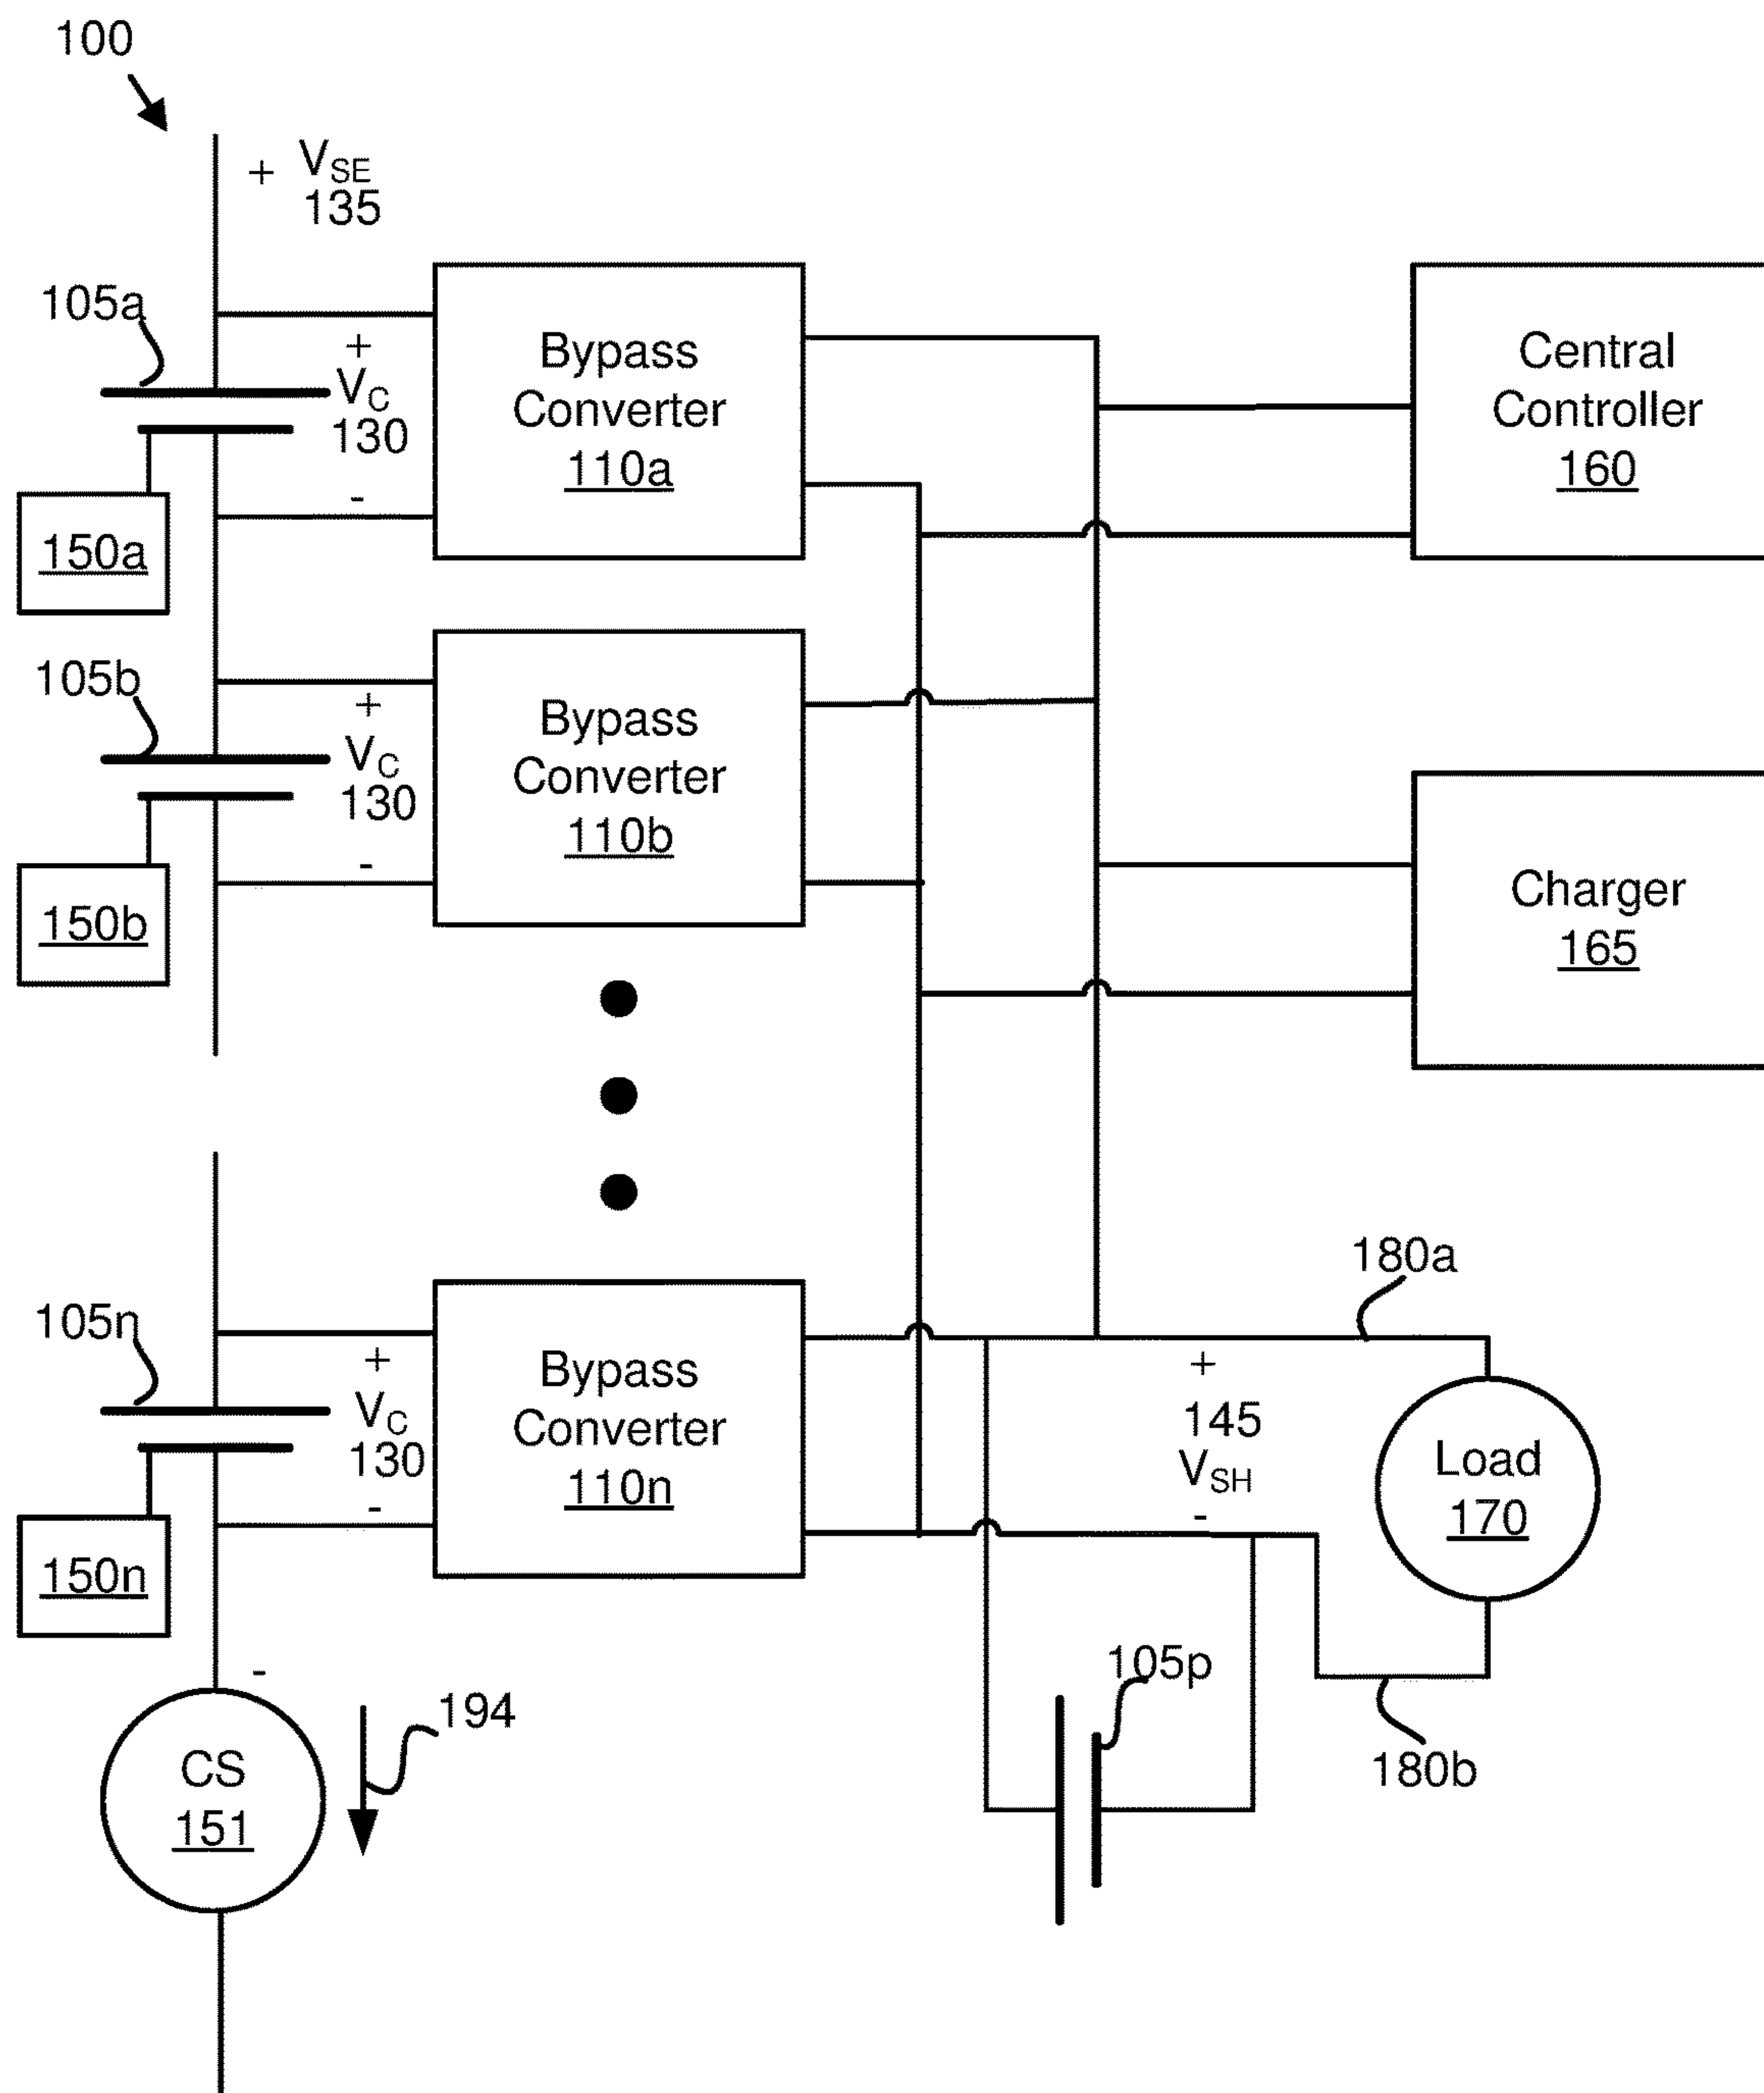 100
+ VSE
135
105a
+
VC
130
-
150a
Bypass
Converter
110a
Central
Controller
160
105b
+
VC
130
-
150b
Bypass
Converter
110b
Charger
165
105n
+
VC
130
-
150n
Bypass
Converter
110n
180a
+
145
VSH
-
Load
170
105p
180b
-
CS
151
194